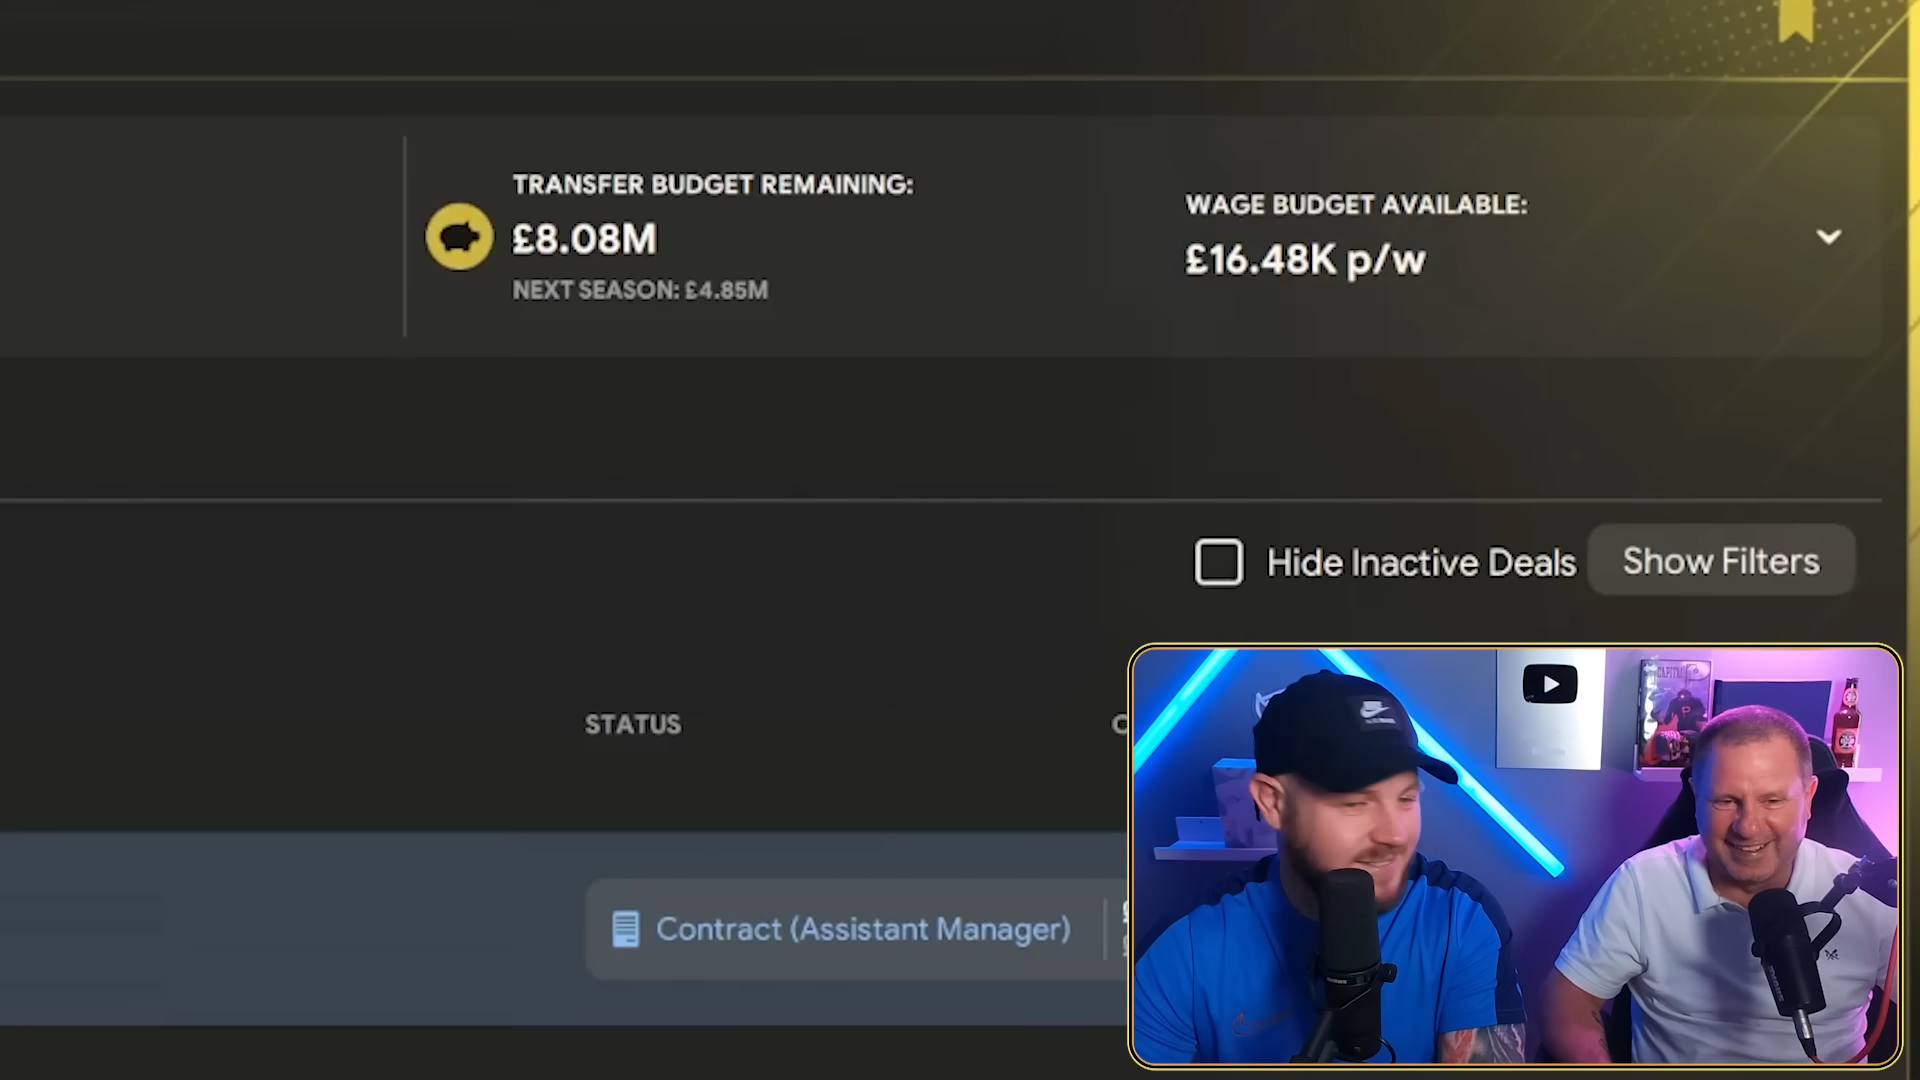 TRANSFER BUDGET REMAINING:
£8.08M
NEXT SEASON: £4.85M
WAGE BUDGET AVAILABLE:
£16.48K p/w
Hide Inactive Deals
Show Filters
STATUS
Contract (Assistant Manager)
CAPITAL